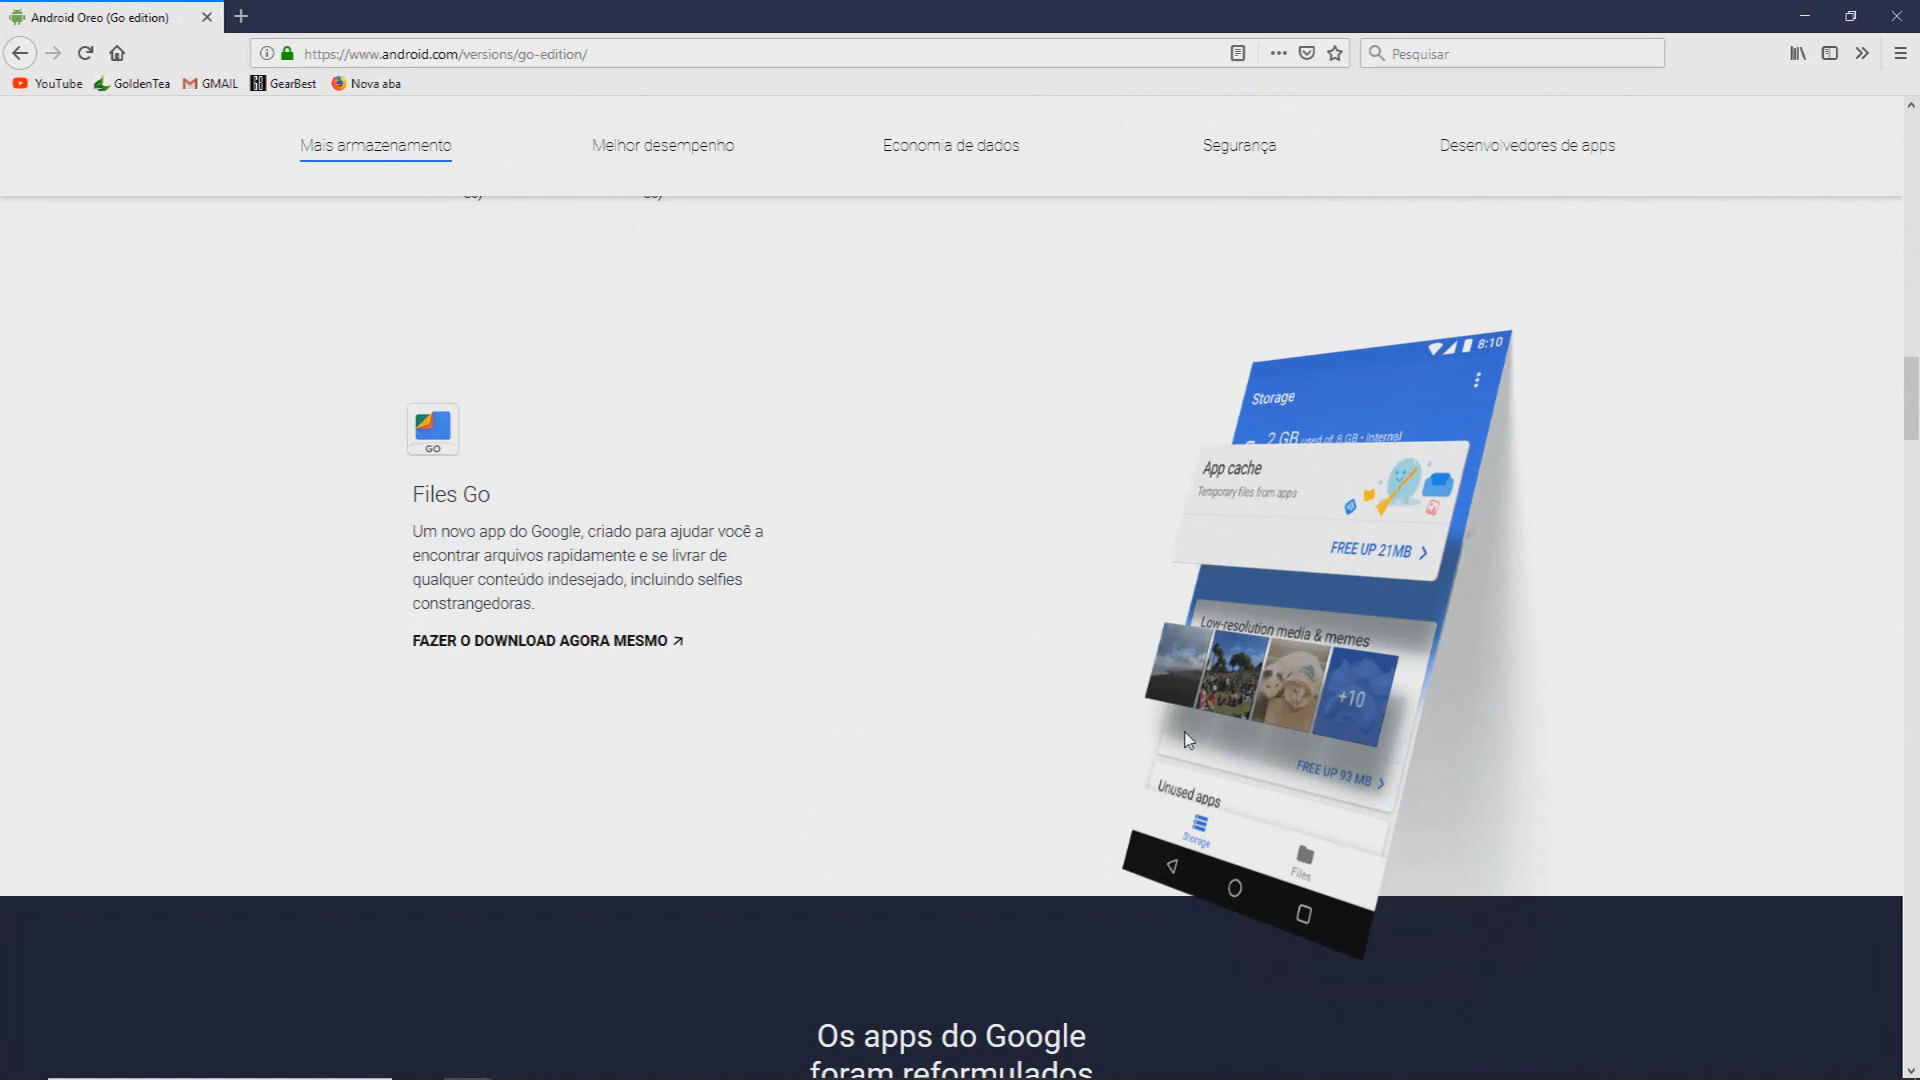 Android Oreo (Go edition)
https://www.android.com/versions/go-edition/
Pesquisar
YouTube
GoldenTea
GMAIL
GearBest
Nova aba
Mais armazenamento
Melhor desempenho
Economia de dados
Segurança
Desenvolvedores de apps
8:10
Storage
2 GB used of 8 GB • Internal
App cache
Temporary files from apps
FREE UP 21MB
GO
Files Go
Um novo app do Google, criado para ajudar você a
encontrar arquivos rapidamente e se livrar de
qualquer conteúdo indesejado, incluindo selfies
constrangedoras.
FAZER O DOWNLOAD AGORA MESMO
Low-resolution media & memes
+10
FREE UP 93 MB
Unused apps
Storage
Files
Os apps do Google
foram reformulados